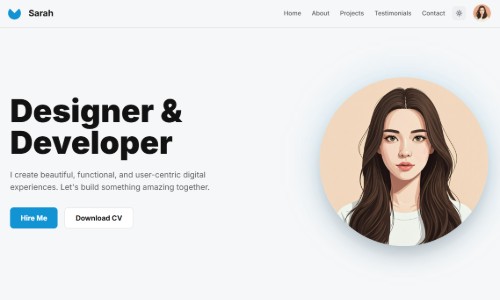 Sarah
Home About Projects Testimonials Contact
Designer &
Developer
I create beautiful, functional, and user-centric digital
experiences. Let's build something amazing together.
Hire Me Download CV